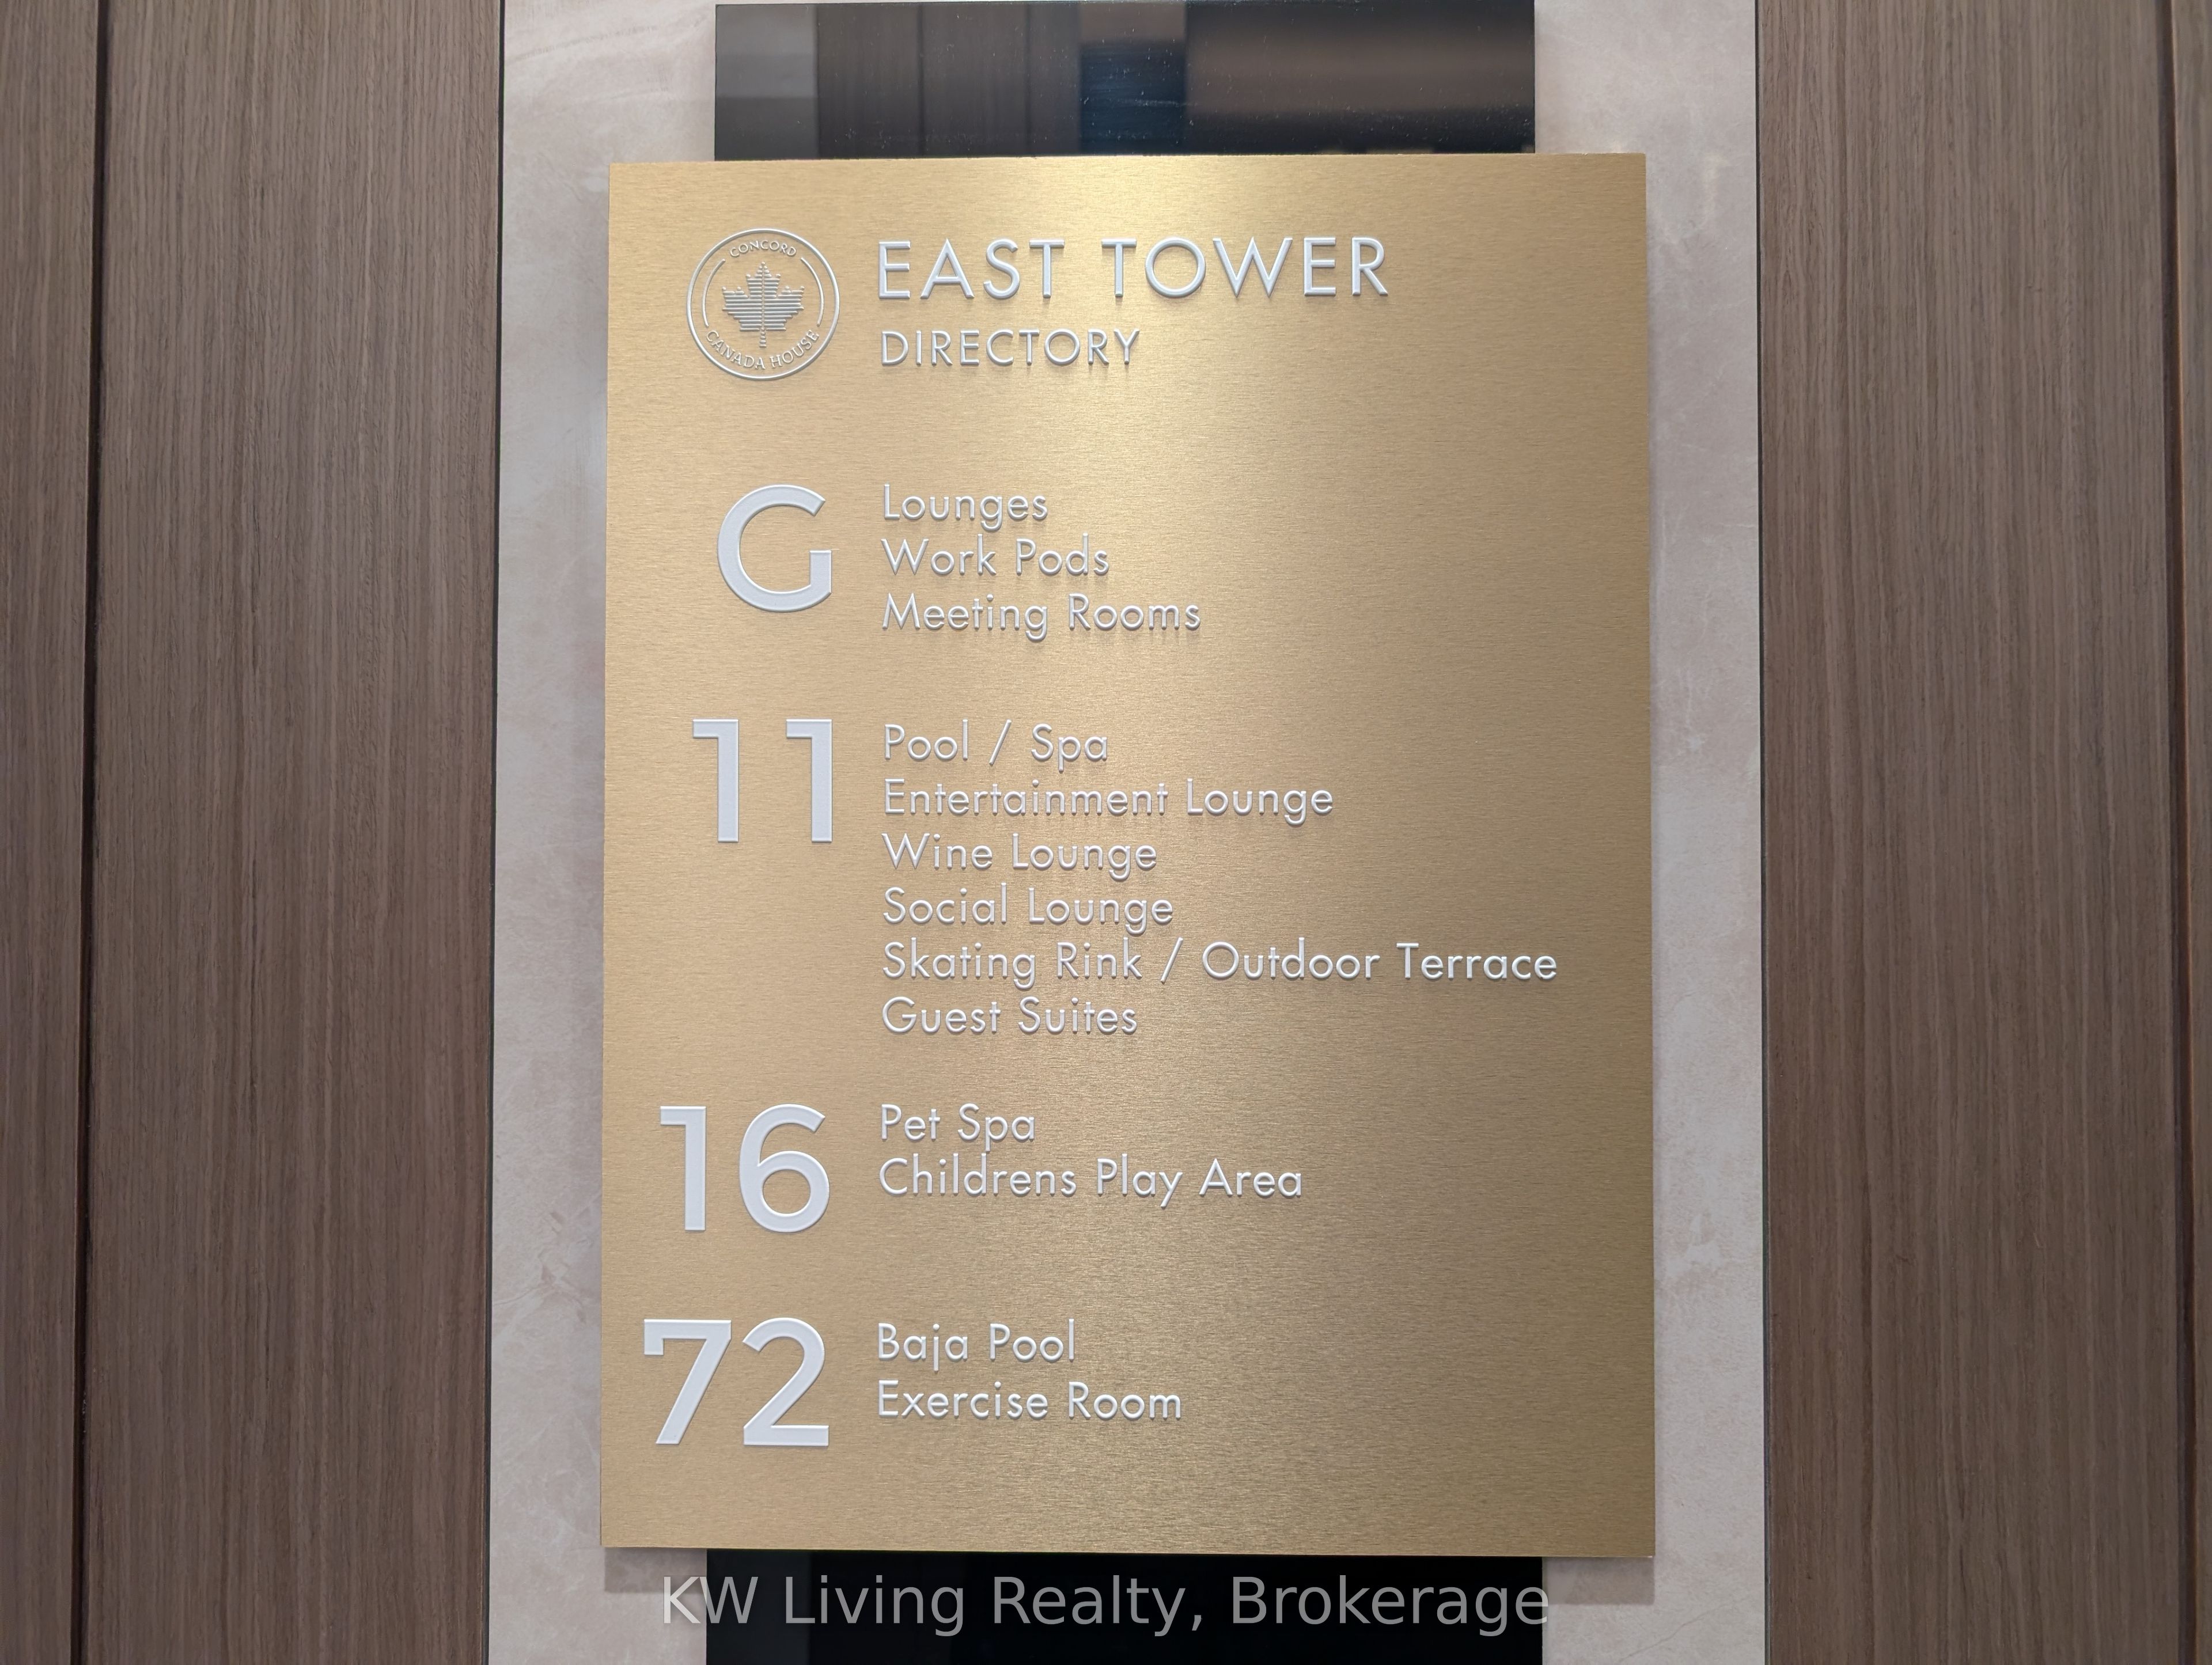 CONCORD
CANADA HOUSE
EAST TOWER
DIRECTORY
G
Lounges
Work Pods
Meeting Rooms
11
Pool / Spa
Entertainment Lounge
Wine Lounge
Social Lounge
Skating Rink / Outdoor Terrace
Guest Suites
16
Pet Spa
Childrens Play Area
72
Baja Pool
Exercise Room
KW Living Realty, Brokerage